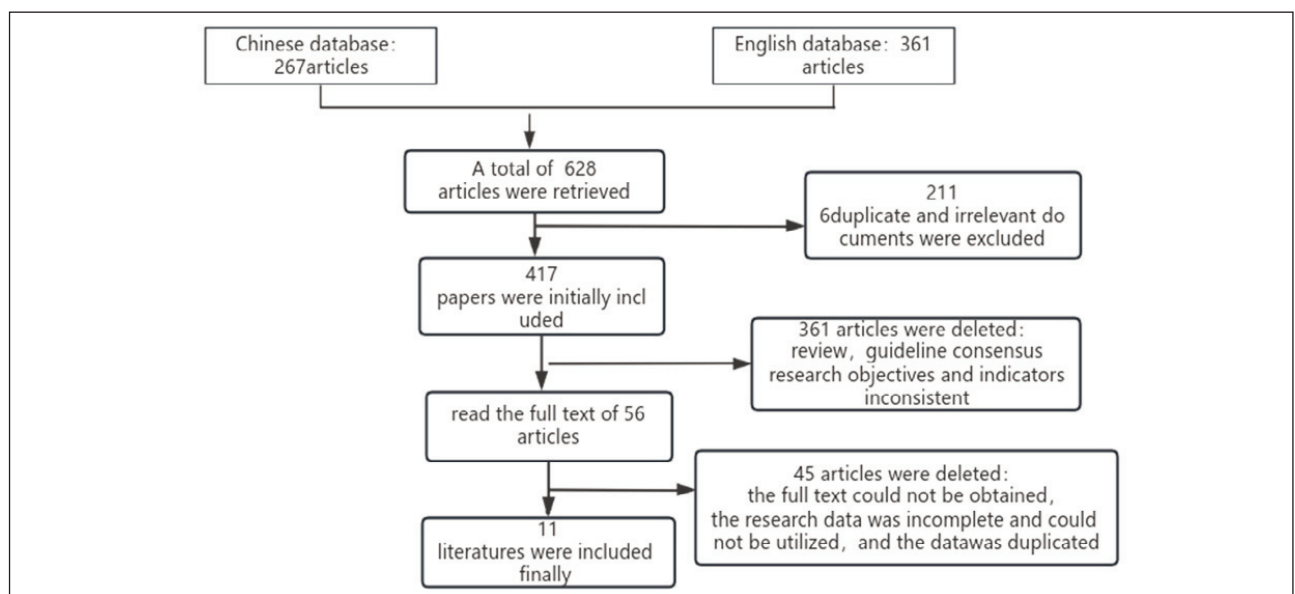 Chinese database:
267articles
English database: 361
articles
A total of 628
articles were retrieved
211
6duplicate and irrelevant do
cuments were excluded
417
papers were initially incl
uded
361 articles were deleted:
review, guideline consensus
research objectives and indicators
inconsistent
read the full text of 56
articles
45 articles were deleted:
the full text could not be obtained,
the research data was incomplete and could
not be utilized, and the datawas duplicated
11
literatures were included
finally